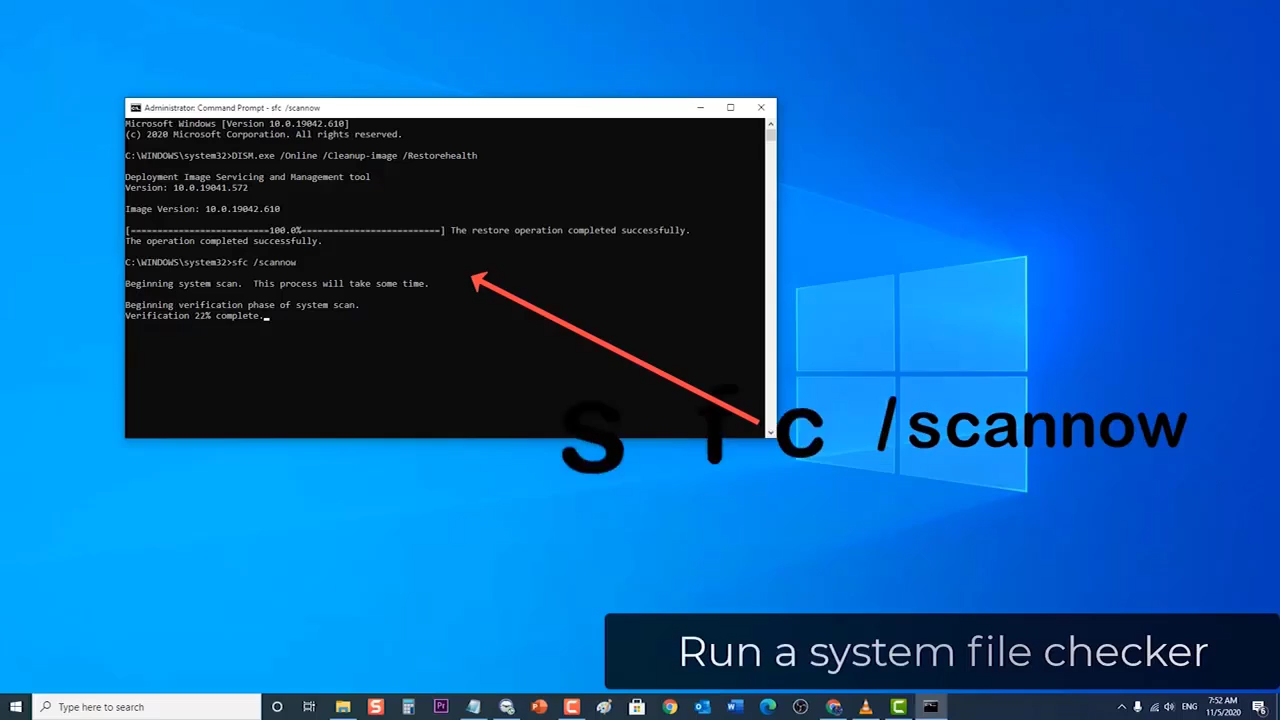 Administrator: Command Prompt - sfc /scannow
Microsoft Windows [Version 10.0.19042.610]
(c) 2020 Microsoft Corporation. All rights reserved.
C:\WINDOWS\system32>DISM.exe /Online /Cleanup-image /Restorehealth
Deployment Image Servicing and Management tool
Version: 10.0.19041.572
Image Version: 10.0.19042.610
[==========================100.0%==========================] The restore operation completed successfully.
The operation completed successfully.
C:\WINDOWS\system32>sfc /scannow
Beginning system scan.  This process will take some time.
Beginning verification phase of system scan.
Verification 22% complete.
sfc /scannow
Run a system file checker
Type here to search
ENG
7:52 AM
11/5/2020